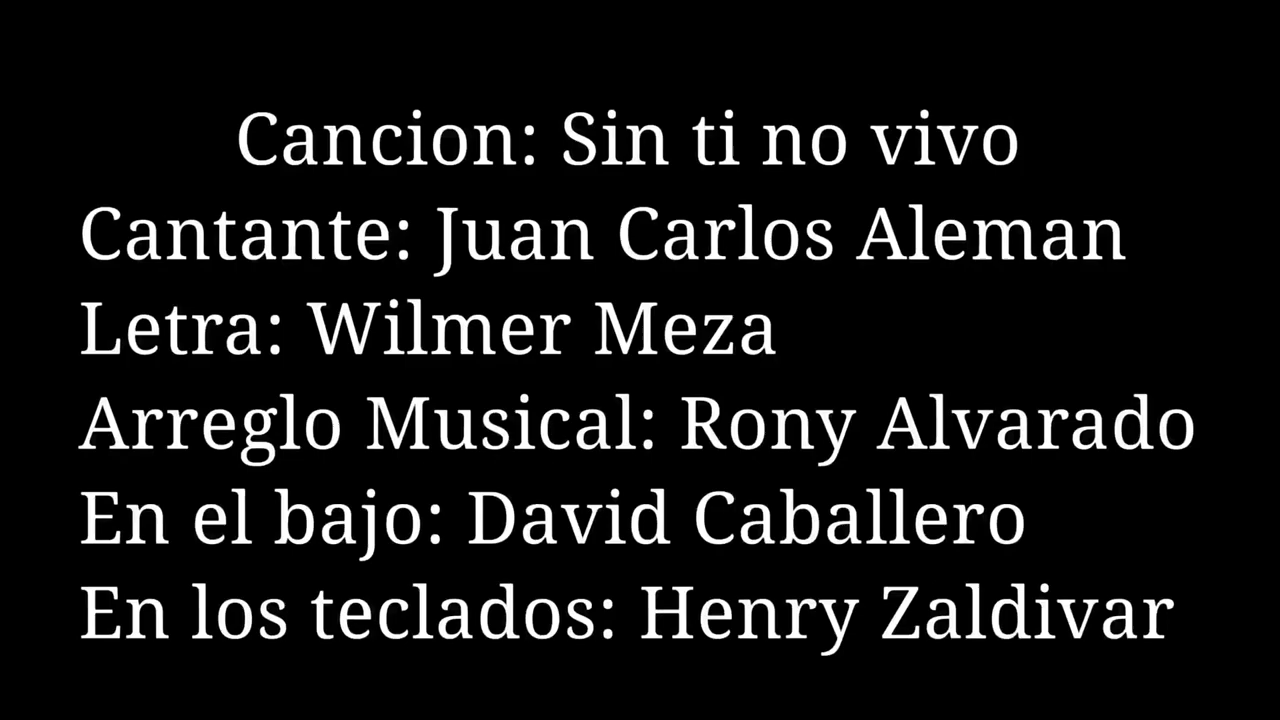 Cancion: Sin ti no vivo
Cantante: Juan Carlos Aleman
Letra: Wilmer Meza
Arreglo Musical: Rony Alvarado
En el bajo: David Caballero
En los teclados: Henry Zaldivar